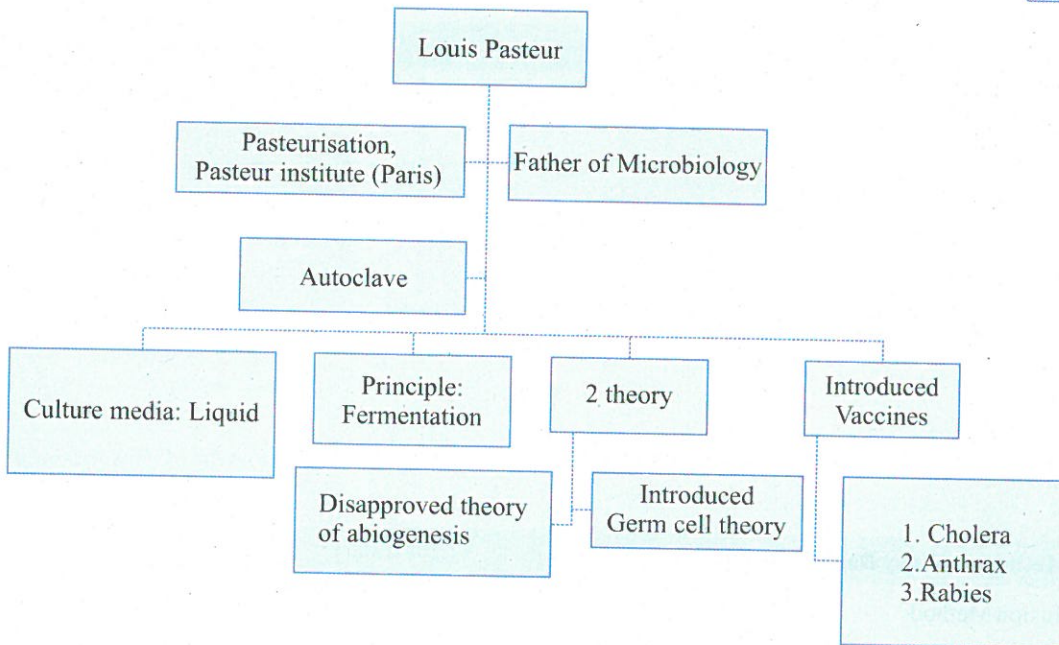 Louis Pasteur
Pasteurisation,
Pasteur institute (Paris)
Father of Microbiology
Autoclave
Culture media: Liquid
Principle:
Fermentation
2 theory
Introduced
Vaccines
Disapproved theory
of abiogenesis
Introduced
Germ cell theory
1. Cholera
2.Anthrax
3.Rabies